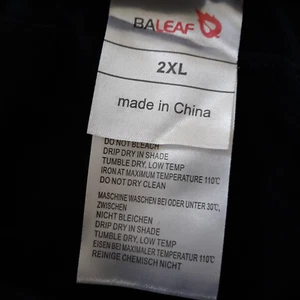 BALEAF
2XL
made in China
DO NOT BLEACH
DRIP DRY IN SHADE
TUMBLE DRY, LOW TEMP
IRON AT MAXIMUM TEMPERATURE 110℃
DO NOT DRY CLEAN
MASCHINE WASCHEN BEI ODER UNTER 30℃,
ZWISCHEN
NICHT BLEICHEN
DRIP DRY IN SHADE
TUMBLE DRY, LOW TEMP
EISEN BEI MAXIMALER TEMPERATUR 110℃
REINIGE CHEMISCH NICHT